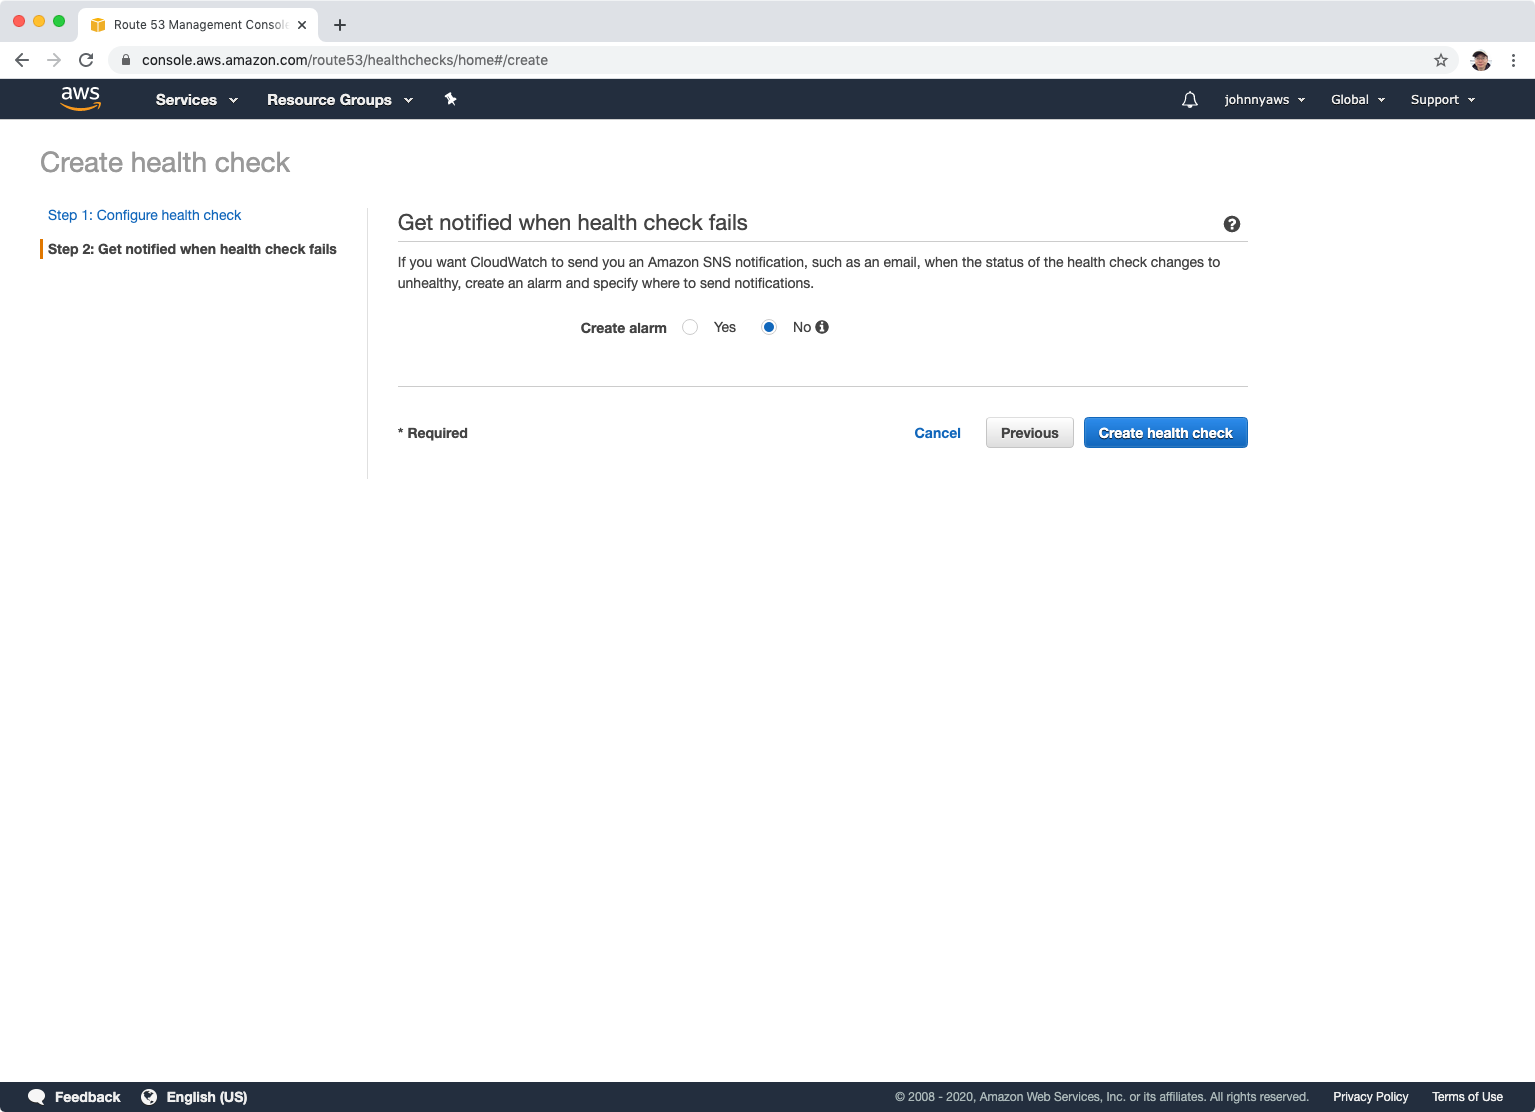 Route 53 Management Console
console.aws.amazon.com/route53/healthchecks/home#/create
aws
Services
Resource Groups
johnnyaws
Global
Support
Create health check
Step 1: Configure health check
Step 2: Get notified when health check fails
Get notified when health check fails
If you want CloudWatch to send you an Amazon SNS notification, such as an email, when the status of the health check changes to
unhealthy, create an alarm and specify where to send notifications.
Create alarm Yes No
* Required
Cancel
Previous
Create health check
Feedback
English (US)
© 2008 - 2020, Amazon Web Services, Inc. or its affiliates. All rights reserved.
Privacy Policy
Terms of Use